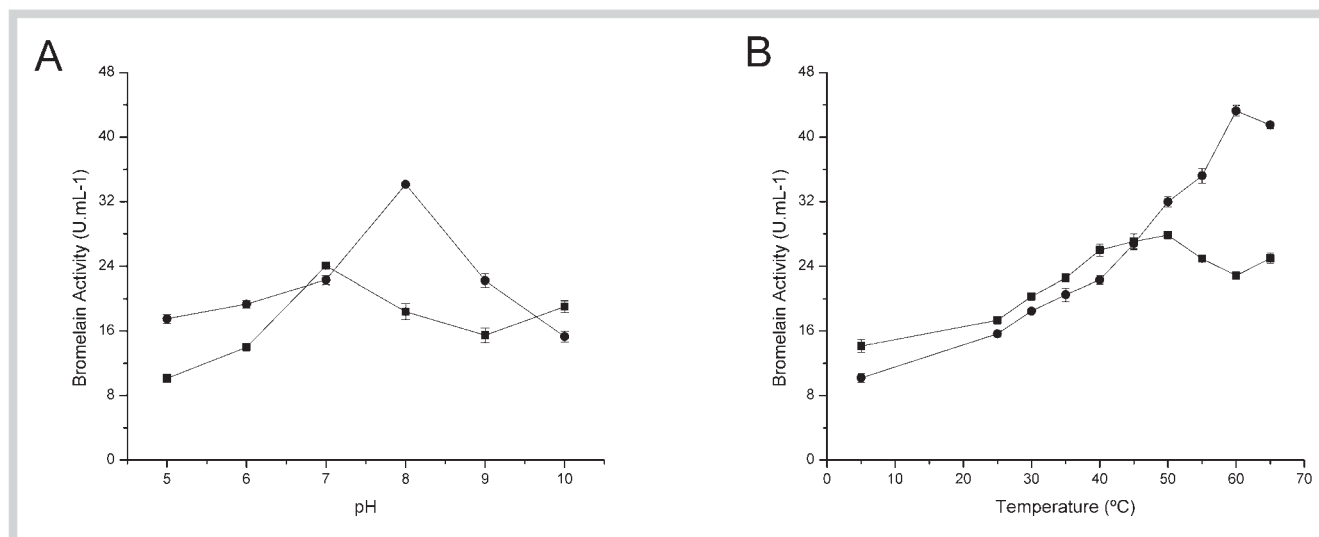 A
B
48
40
32
24
16
8
0
Bromelain Activity (U.mL-1)
5 6 7 8 9 10
pH
48
40
32
24
16
8
0
Bromelain Activity (U.mL-1)
0 10 20 30 40 50 60 70
Temperature (ºC)